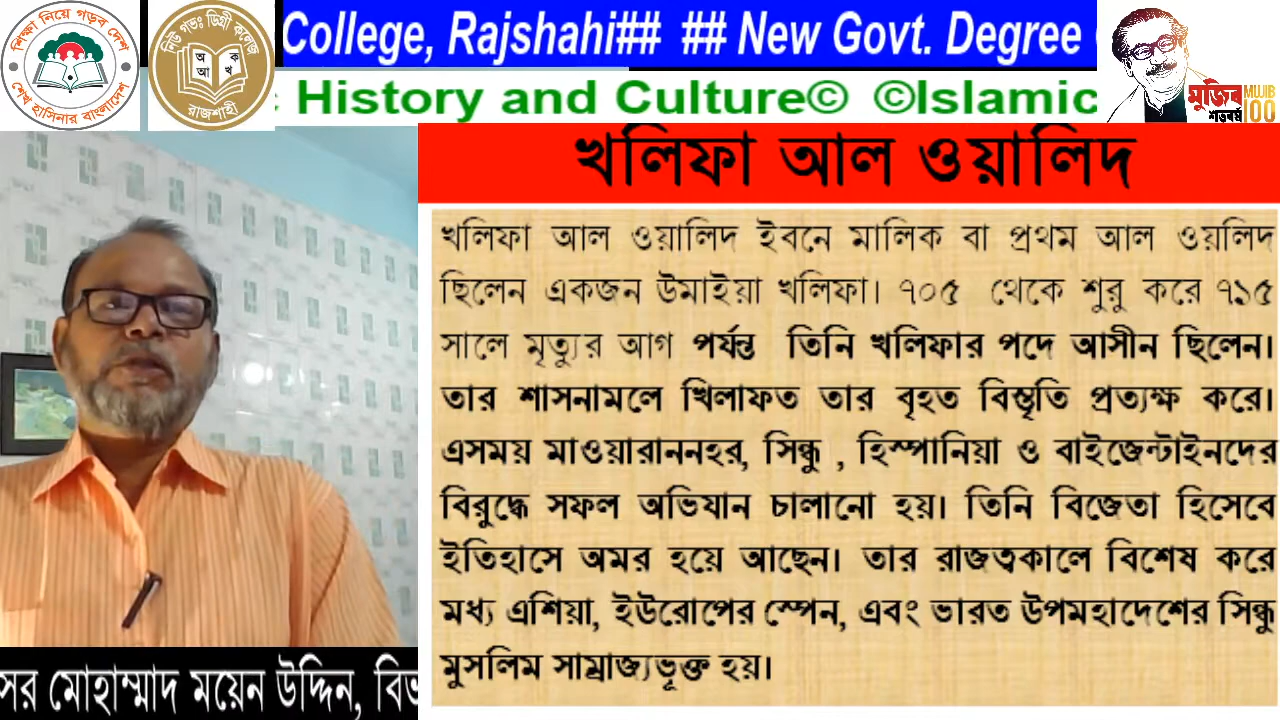 শিক্ষা নিয়ে গড়ব দেশ
শেখ হাসিনার বাংলাদেশ
নিউ গভঃ ডিগ্রী কলেজ
অ ক
আ খ
রাজশাহী
College, Rajshahi## ## New Govt. Degree
History and Culture© ©Islamic
মুজিব
শতবর্ষ
MUJIB
100
খলিফা আল ওয়ালিদ
খলিফা আল ওয়ালিদ ইবনে মালিক বা প্রথম আল ওয়লিদ
ছিলেন একজন উমাইয়া খলিফা। ৭০৫ থেকে শুরু করে ৭১৫
সালে মৃত্যুর আগ পর্যন্ত তিনি খলিফার পদে আসীন ছিলেন।
তার শাসনামলে খিলাফত তার বৃহত বিস্তৃতি প্রত্যক্ষ করে।
এসময় মাওয়ারাননহর, সিন্ধু , হিস্পানিয়া ও বাইজেন্টাইনদের
বিরুদ্ধে সফল অভিযান চালানো হয়। তিনি বিজেতা হিসেবে
ইতিহাসে অমর হয়ে আছেন। তার রাজত্বকালে বিশেষ করে
মধ্য এশিয়া, ইউরোপের স্পেন, এবং ভারত উপমহাদেশের সিন্ধু
মুসলিম সাম্রাজ্যভূক্ত হয়।
সর মোহাম্মাদ ময়েন উদ্দিন, বিভ